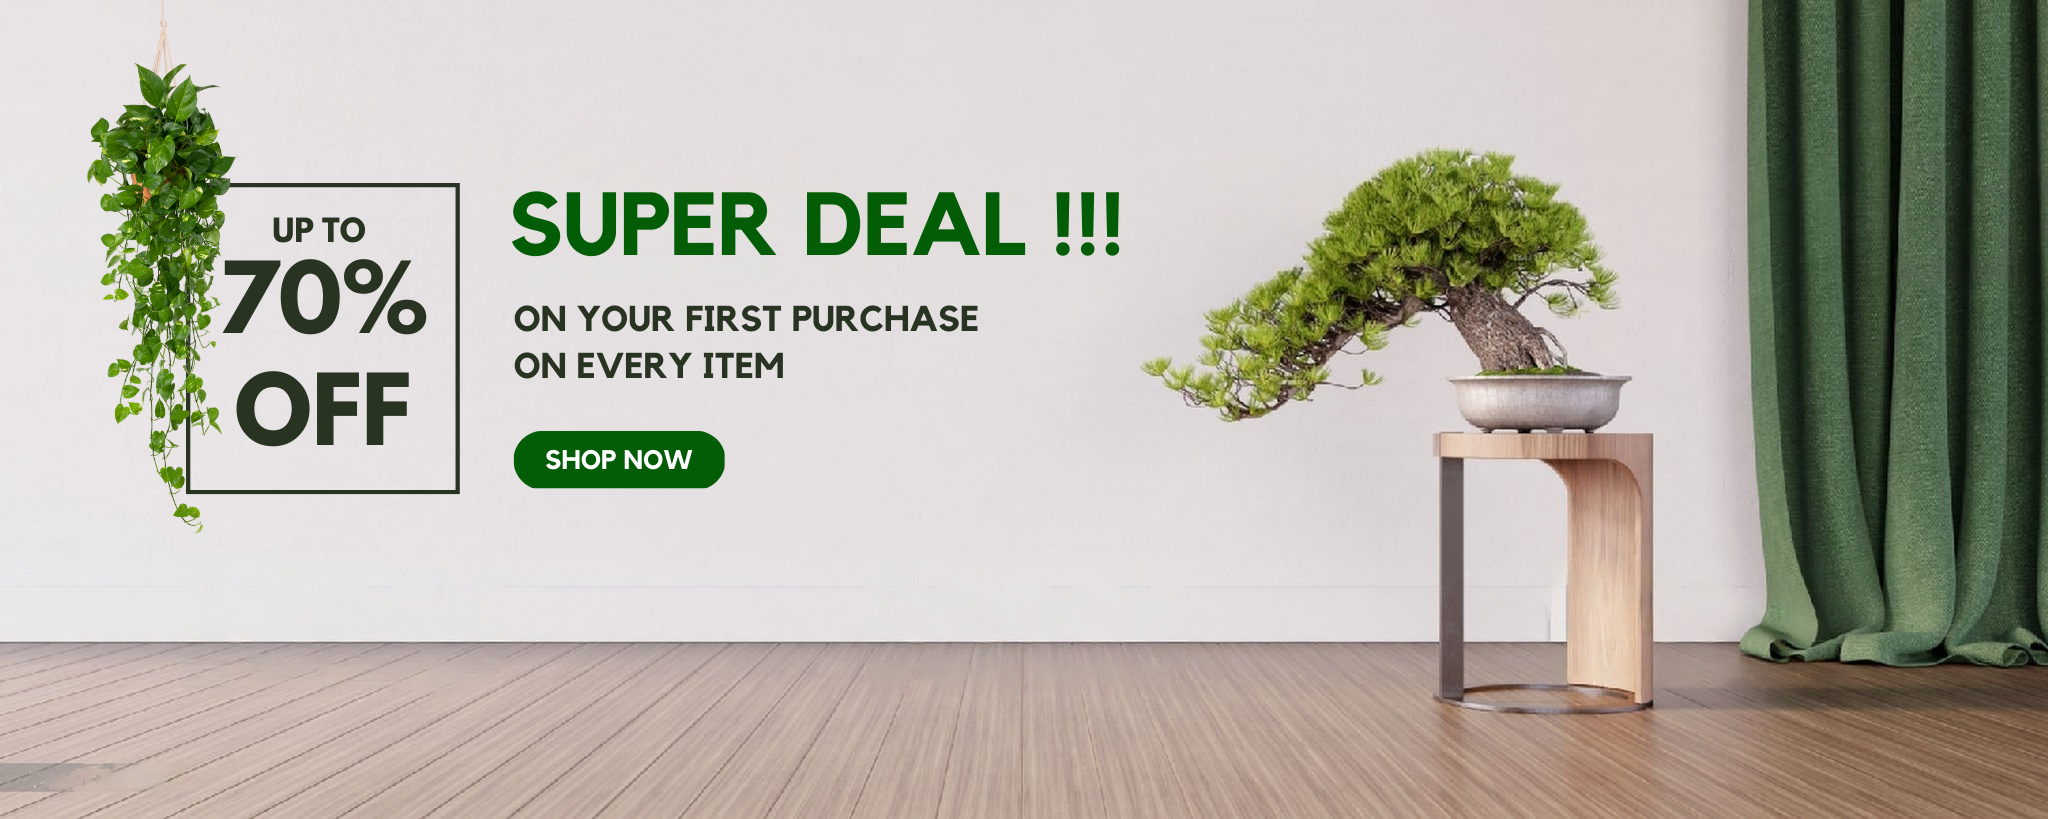 UP TO
70%
OFF
SUPER DEAL !!!
ON YOUR FIRST PURCHASE
ON EVERY ITEM
SHOP NOW